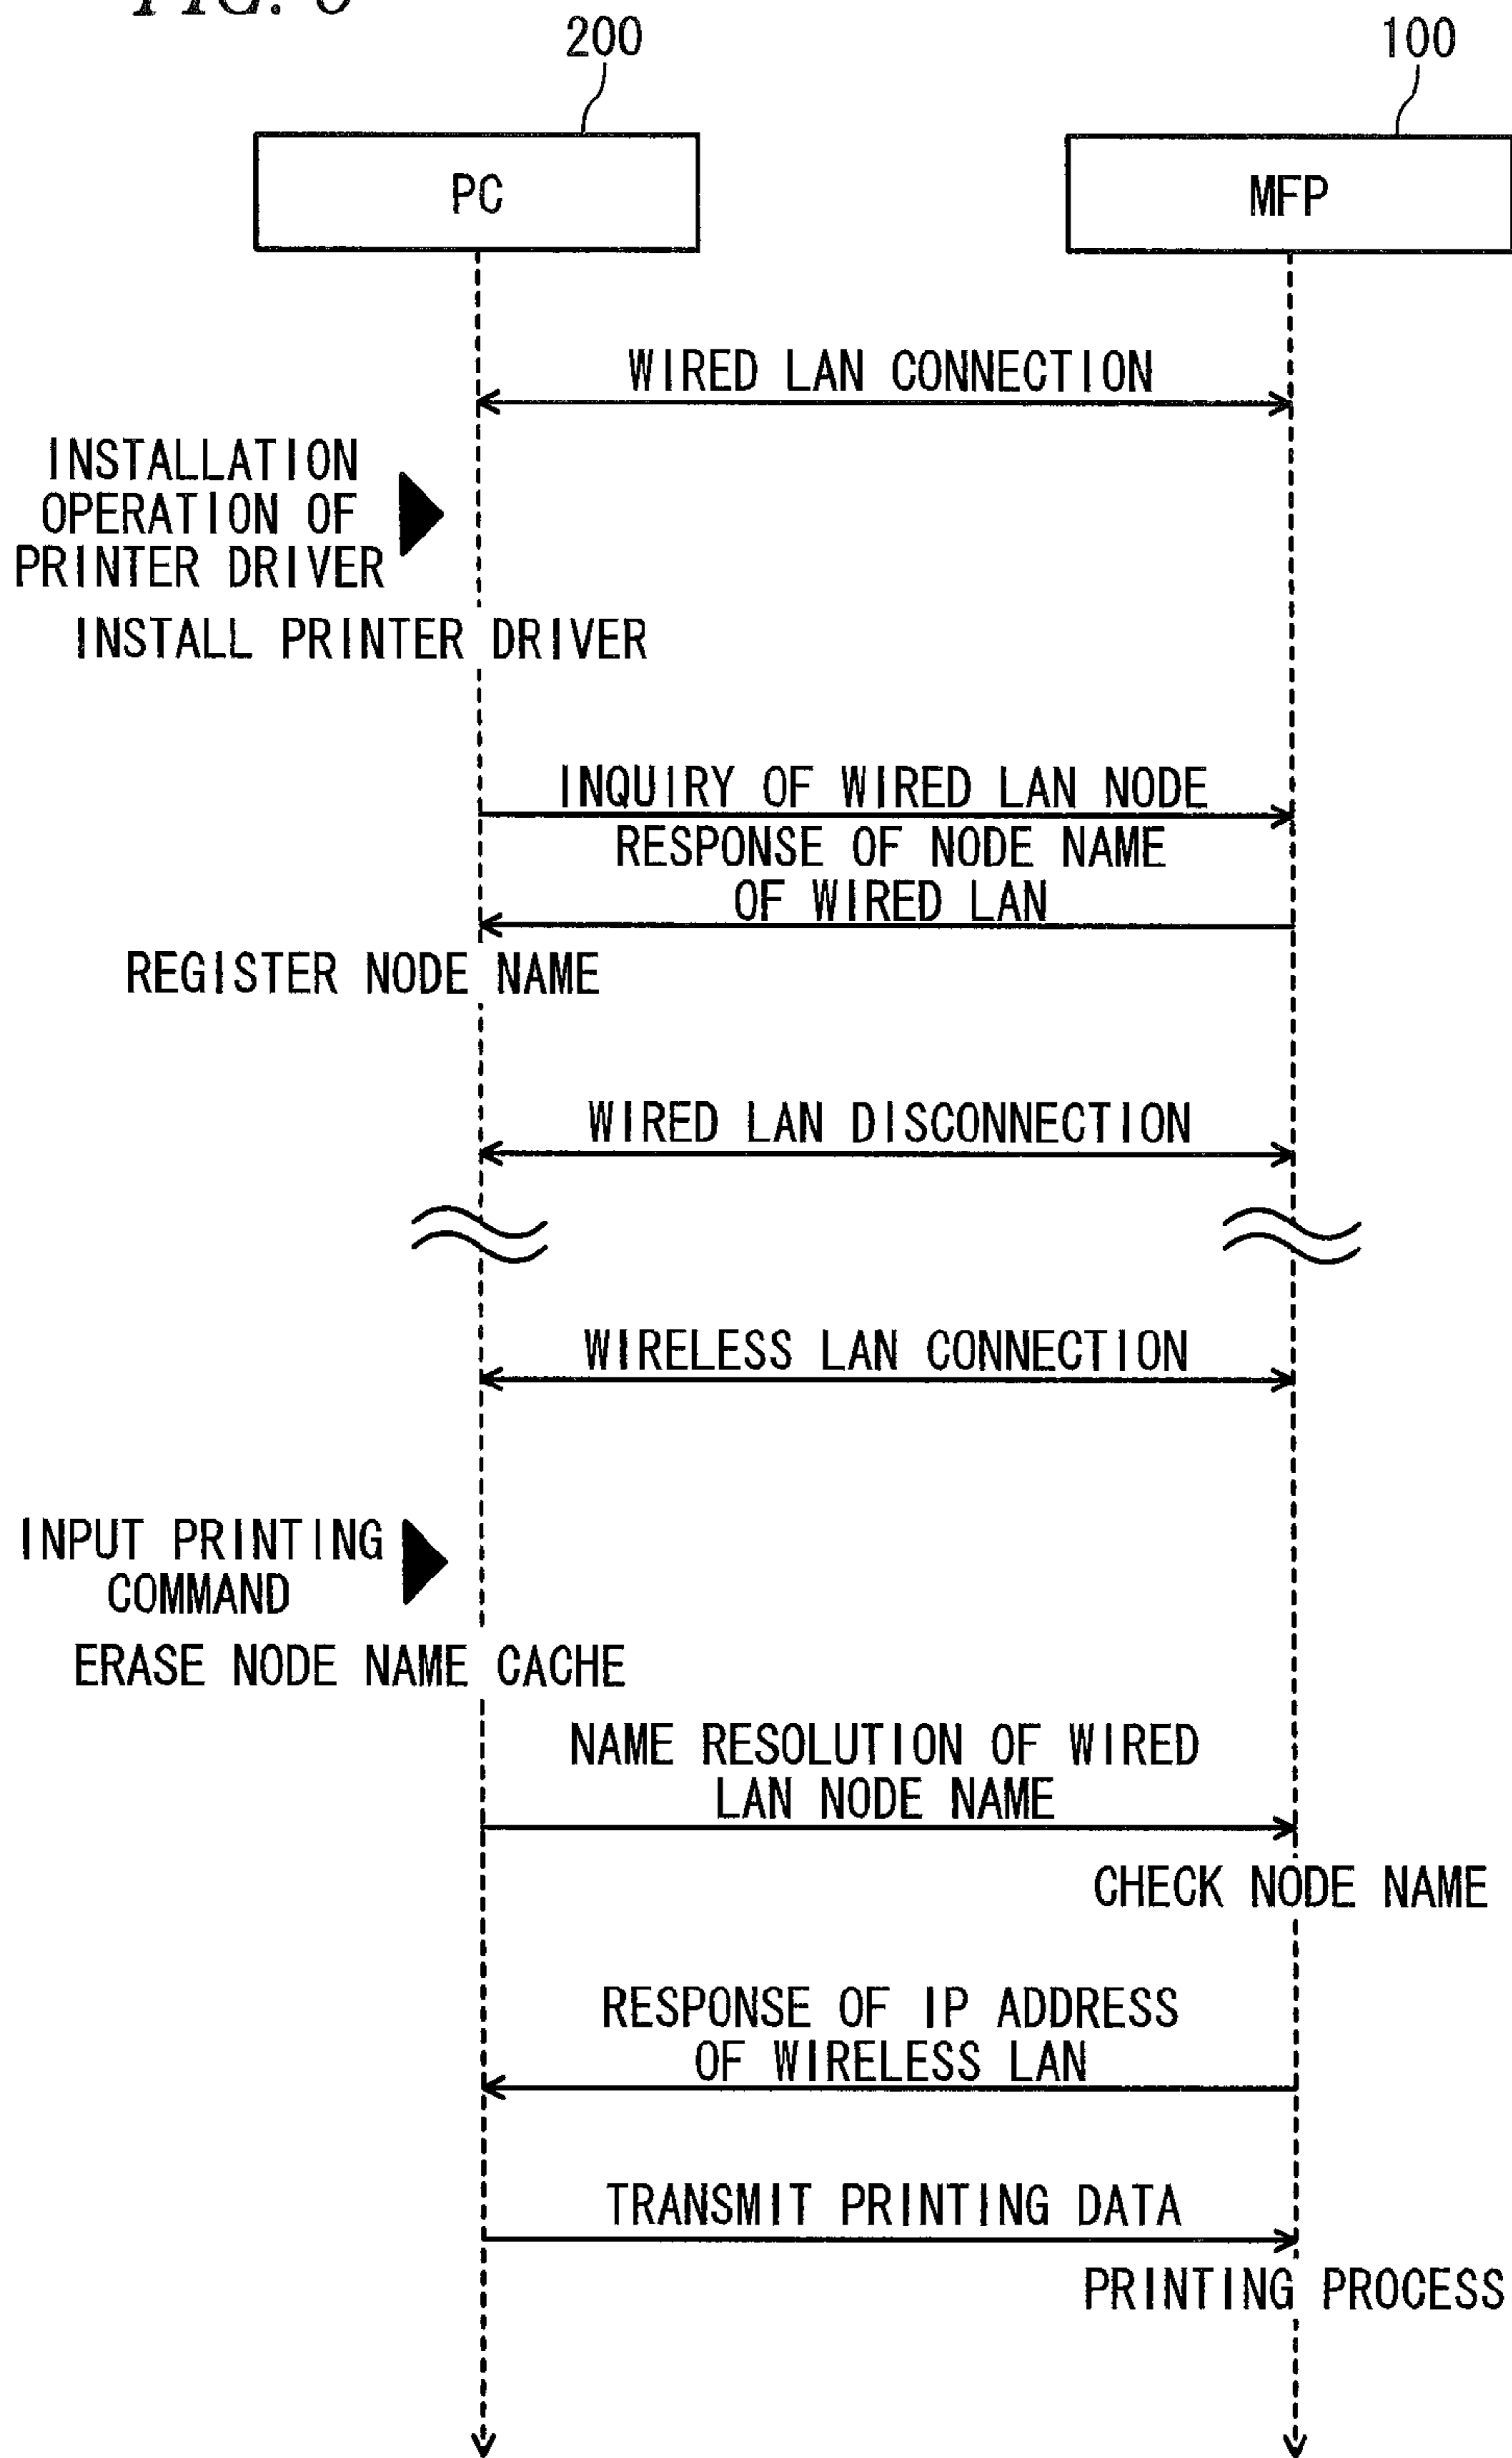 200
100
PC
MFP
WIRED LAN CONNECTION
INSTALLATION
OPERATION OF
PRINTER DRIVER
INSTALL PRINTER DRIVER
INQUIRY OF WIRED LAN NODE
RESPONSE OF NODE NAME
OF WIRED LAN
REGISTER NODE NAME
WIRED LAN DISCONNECTION
WIRELESS LAN CONNECTION
INPUT PRINTING
COMMAND
ERASE NODE NAME CACHE
NAME RESOLUTION OF WIRED
LAN NODE NAME
CHECK NODE NAME
RESPONSE OF IP ADDRESS
OF WIRELESS LAN
TRANSMIT PRINTING DATA
PRINTING PROCESS